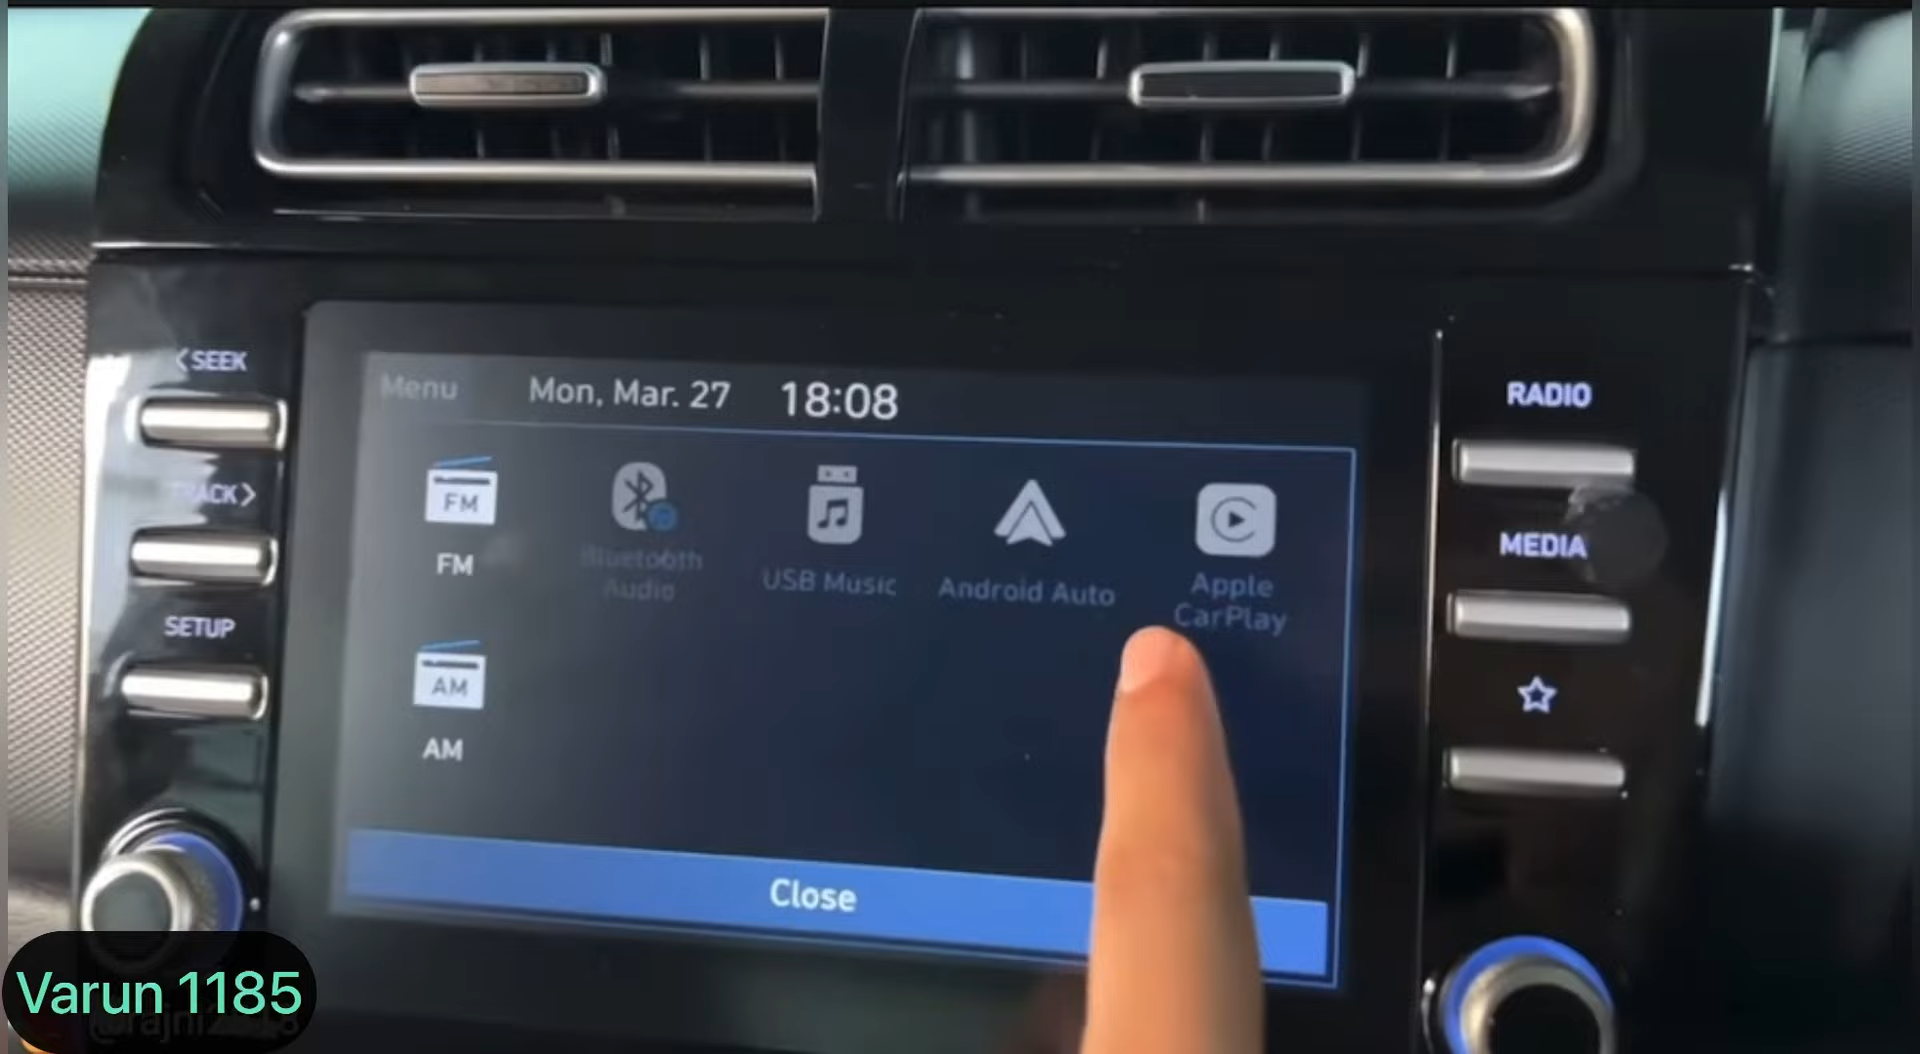 <SEEK
TRACK>
SETUP
Menu
Mon, Mar. 27
18:08
FM
FM
Bluetooth
Audio
USB Music
Android Auto
Apple
CarPlay
AM
AM
Close
RADIO
MEDIA
Varun 1185